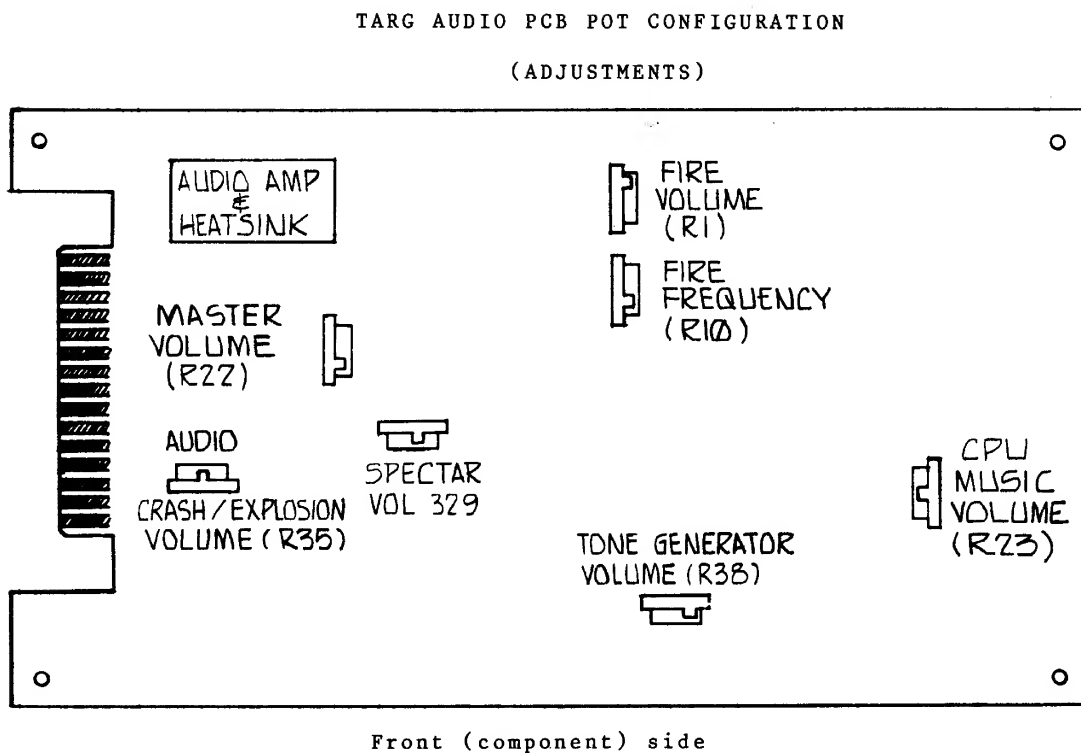 TARG AUDIO PCB POT CONFIGURATION
(ADJUSTMENTS)
AUDIO AMP
&
HEATSINK
FIRE
VOLUME
(R1)
FIRE
FREQUENCY
(R10)
MASTER
VOLUME
(R22)
AUDIO
CRASH/EXPLOSION
VOLUME (R35)
SPECTAR
VOL 329
CPU
MUSIC
VOLUME
(R23)
TONE GENERATOR
VOLUME (R38)
Front (component) side